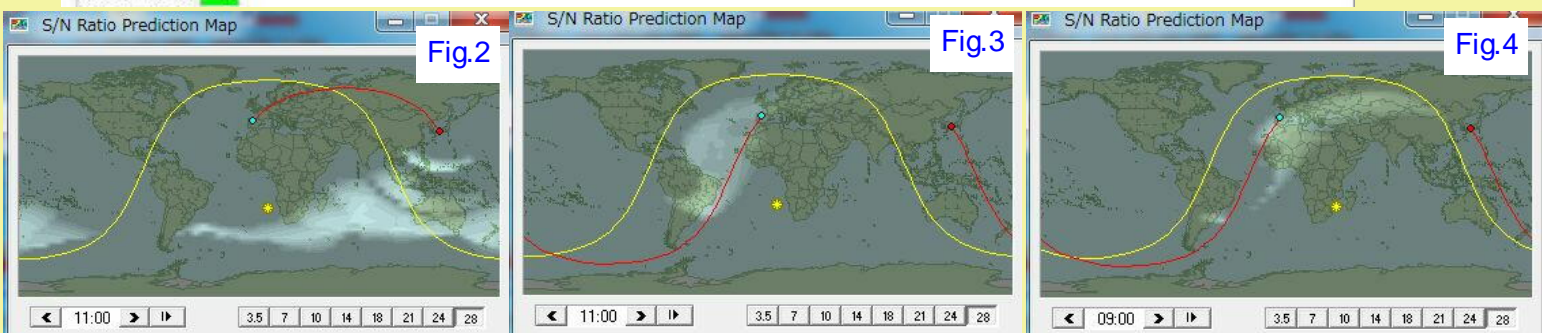 S/N Ratio Prediction Map
Fig.2
11:00
3.5 7 10 14 18 21 24 28
S/N Ratio Prediction Map
Fig.3
11:00
3.5 7 10 14 18 21 24 28
S/N Ratio Prediction Map
Fig.4
09:00
3.5 7 10 14 18 21 24 28